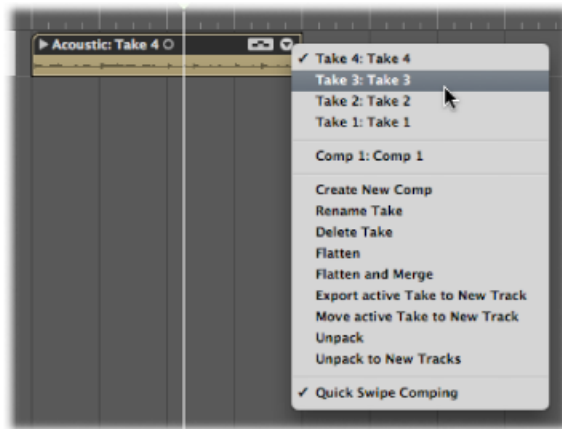 Acoustic: Take 4
✓ Take 4: Take 4
Take 3: Take 3
Take 2: Take 2
Take 1: Take 1
Comp 1: Comp 1
Create New Comp
Rename Take
Delete Take
Flatten
Flatten and Merge
Export active Take to New Track
Move active Take to New Track
Unpack
Unpack to New Tracks
✓ Quick Swipe Comping